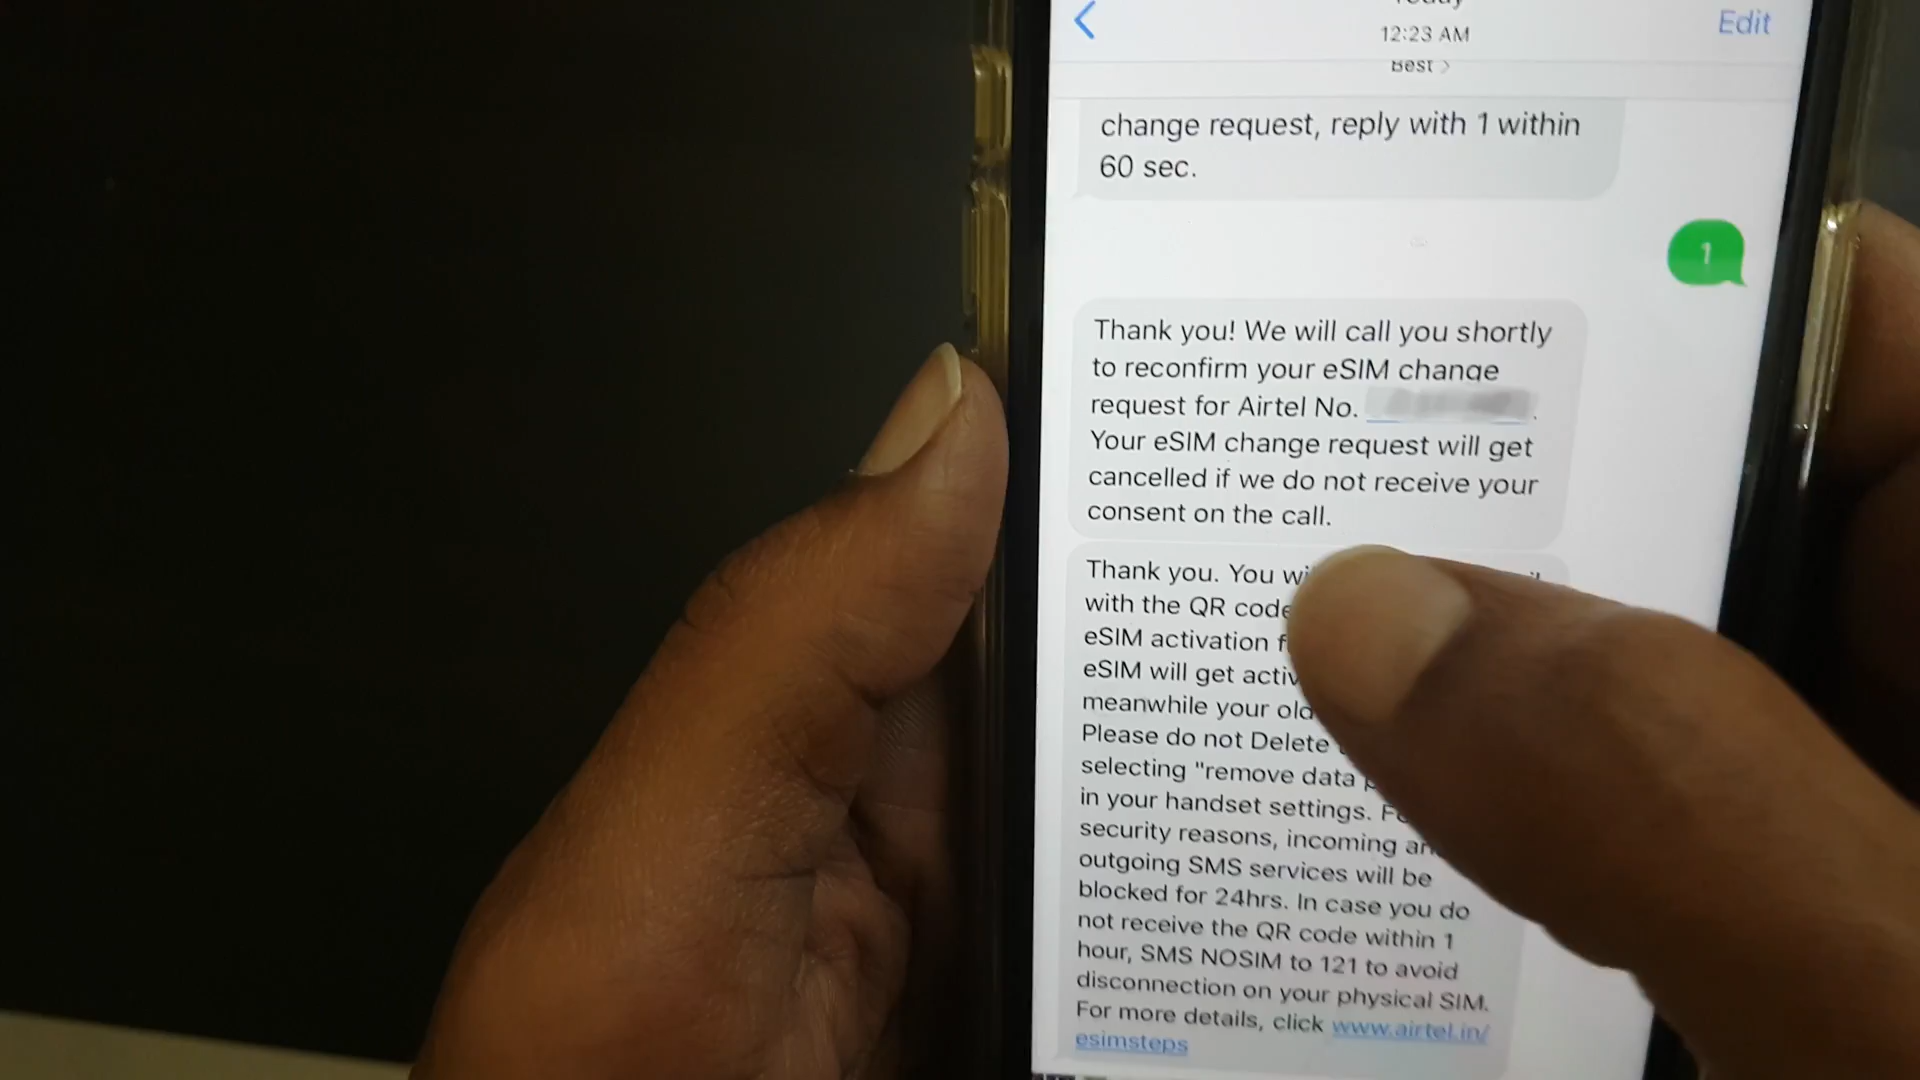 12:23 AM
Edit
Best >
change request, reply with 1 within
60 sec.
1
Thank you! We will call you shortly
to reconfirm your eSIM change
request for Airtel No.
.
Your eSIM change request will get
cancelled if we do not receive your
consent on the call.
Thank you. You
with the QR code
eSIM activation
eSIM will get
meanwhile your old
Please do not Delete
selecting "remove data
in your handset settings.
security reasons, incoming
outgoing SMS services will be
blocked for 24hrs. In case you do
not receive the QR code within 1
hour, SMS NOSIM to 121 to avoid
disconnection on your physical SIM.
For more details, click www.airtel.in/
esimsteps